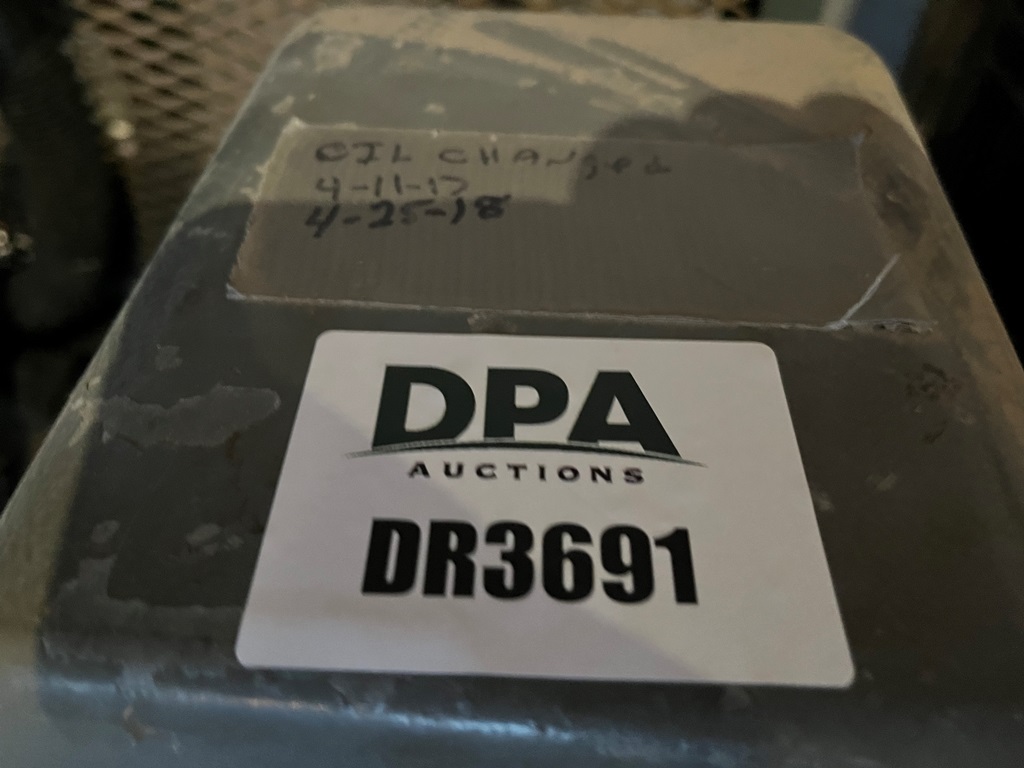 OIL CHANged
4-11-17
4-25-18
DPA
AUCTIONS
DR3691